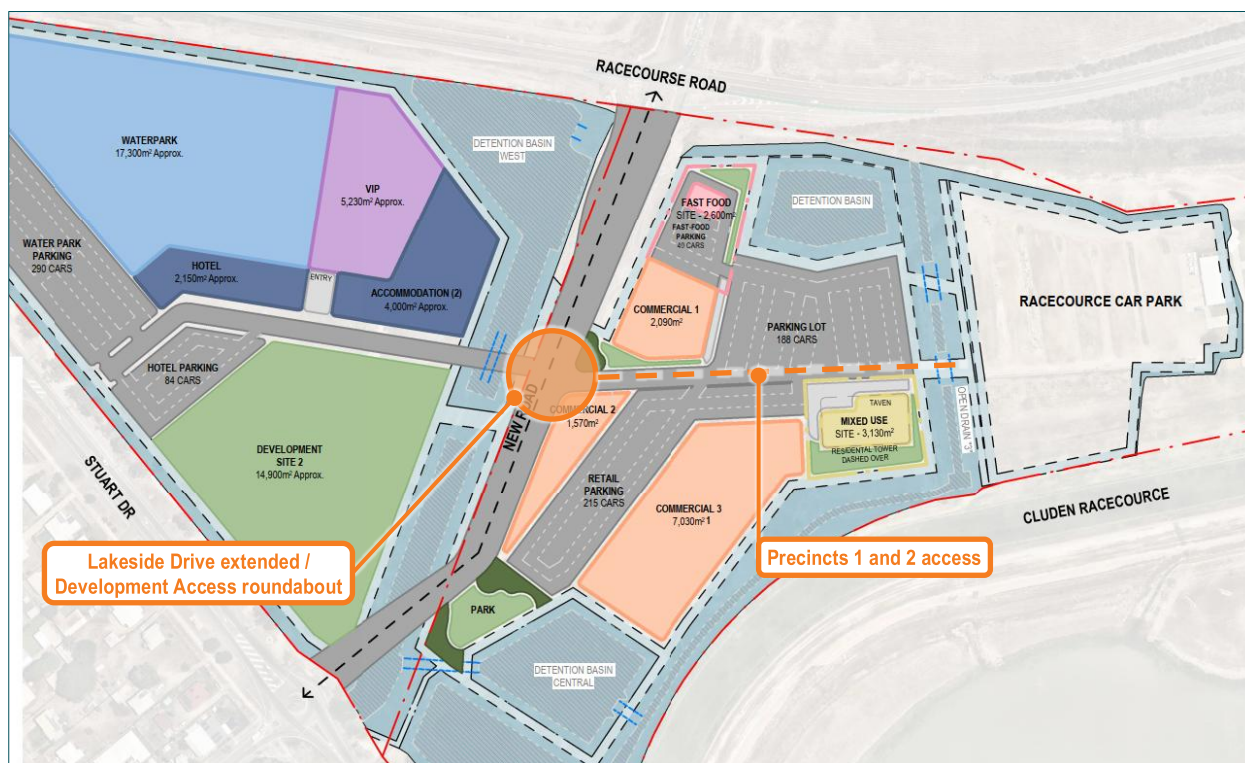 RACECOURSE ROAD
WATERPARK
17,300m² Approx.
DETENTION BASIN
WEST
VIP
5,230m² Approx.
FAST FOOD
SITE - 2,600m²
FAST-FOOD
PARKING
40 CARS
DETENTION BASIN
WATER PARK
PARKING
290 CARS
HOTEL
2,150m² Approx.
ENTRY
ACCOMMODATION (2)
4,000m² Approx.
COMMERCIAL 1
2,090m²
PARKING LOT
188 CARS
RACECOURCE CAR PARK
HOTEL PARKING
84 CARS
NEW ROAD
COMMERCIAL 2
1,570m²
TAVEN
MIXED USE
SITE - 3,130m²
RESIDENTAL TOWER
DASHED OVER
OPEN DRAIN '3'
DEVELOPMENT
SITE 2
14,900m² Approx.
STUART DR
RETAIL
PARKING
215 CARS
COMMERCIAL 3
7,030m² 1
CLUDEN RACECOURSE
Lakeside Drive extended /
Development Access roundabout
Precincts 1 and 2 access
PARK
DETENTION BASIN
CENTRAL